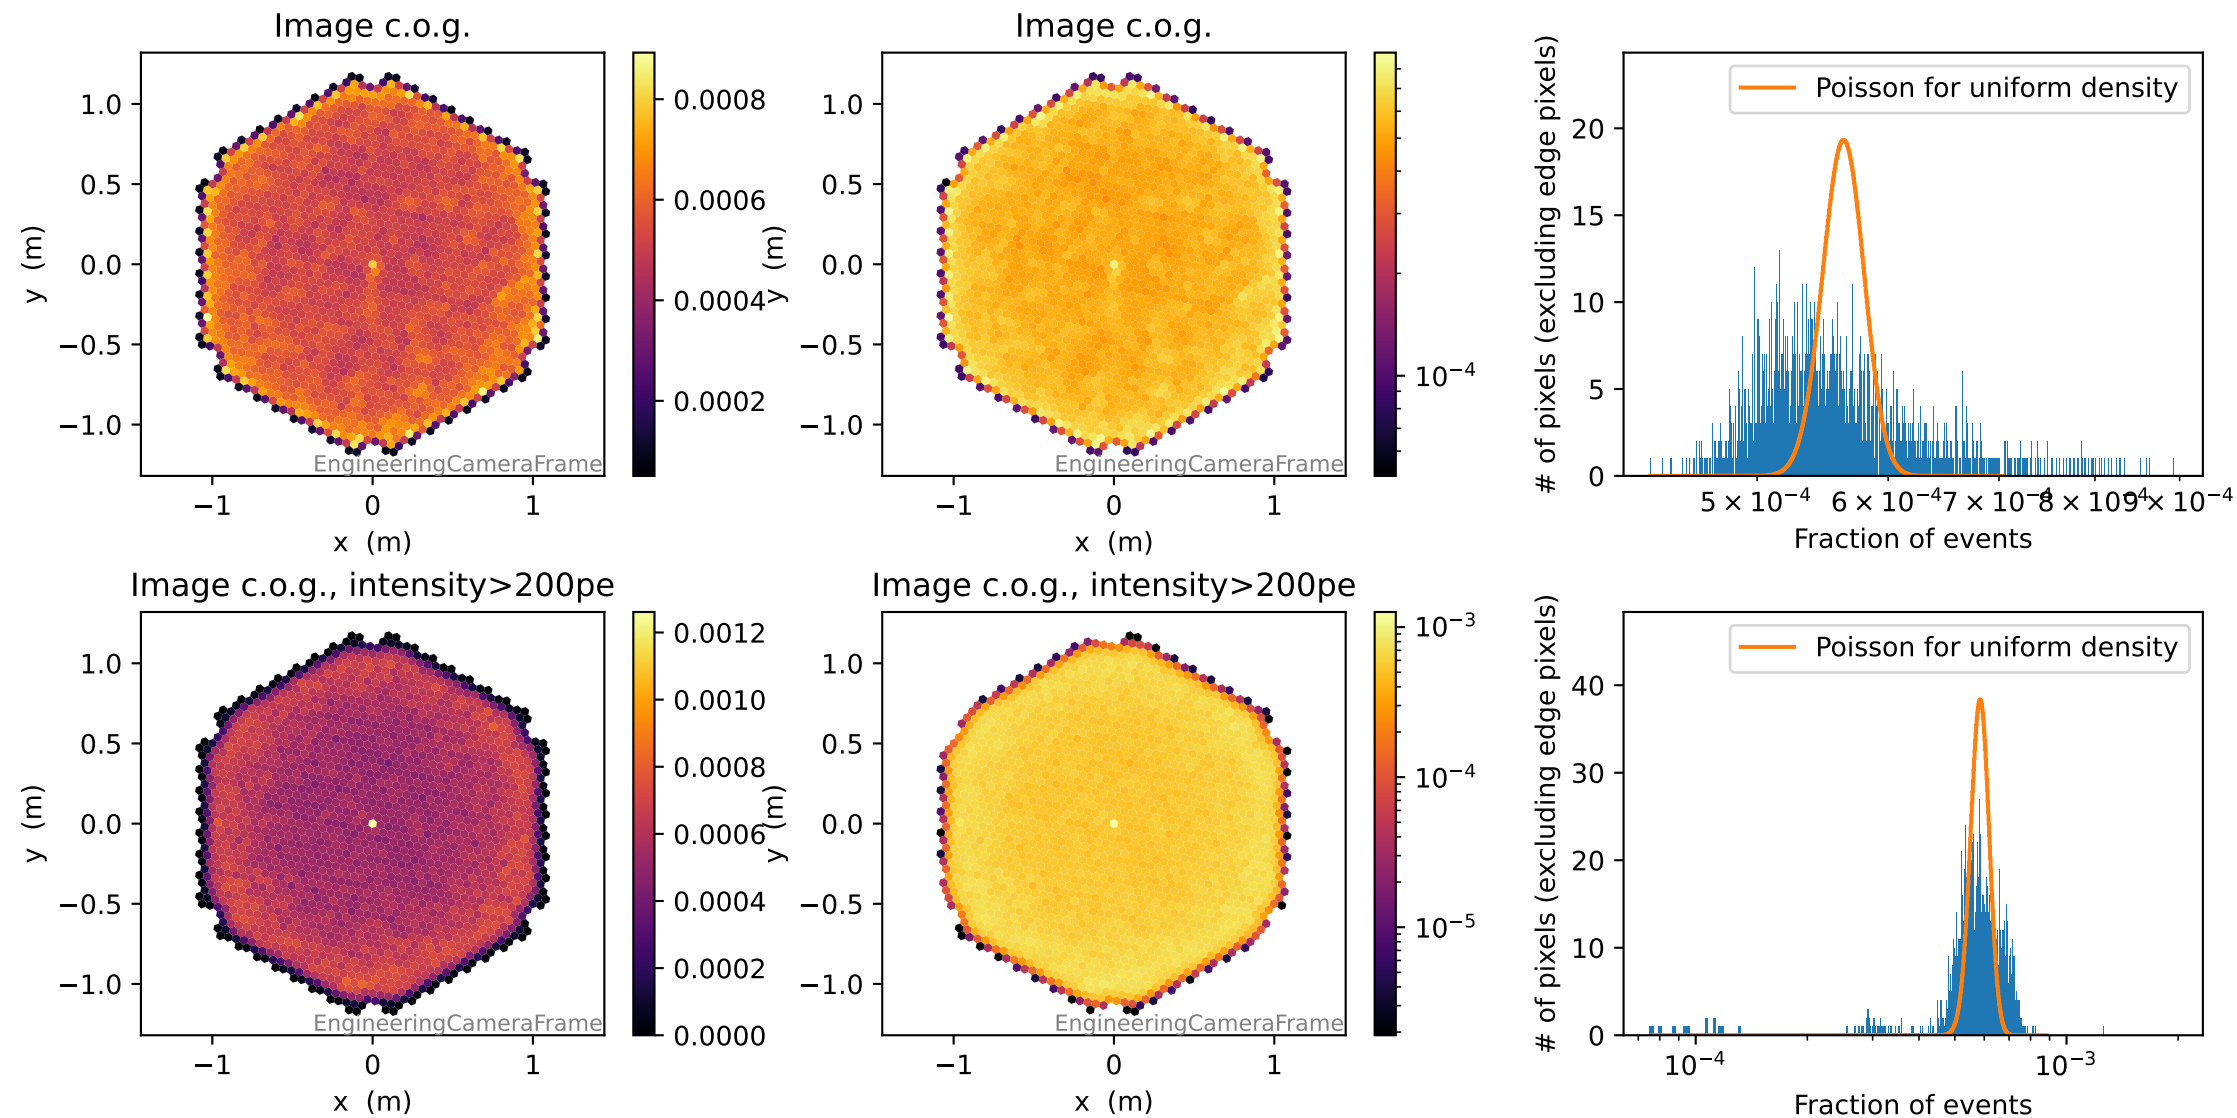 Image c.o.g.
1.0
0.5
0.0
−0.5
−1.0
y (m)
−1
0
1
x (m)
EngineeringCameraFrame
0.0008
0.0006
0.0004
0.0002
Image c.o.g.
1.0
0.5
0.0
−0.5
−1.0
y (m)
−1
0
1
x (m)
EngineeringCameraFrame
10⁻⁴
# of pixels (excluding edge pixels)
20
15
10
5
0
Poisson for uniform density
5 × 10⁻⁴
6 × 10⁻⁴
7 × 10⁻⁴
8 × 10⁻⁴
9 × 10⁻⁴
Fraction of events
Image c.o.g., intensity>200pe
1.0
0.5
0.0
−0.5
−1.0
y (m)
−1
0
1
x (m)
EngineeringCameraFrame
0.0012
0.0010
0.0008
0.0006
0.0004
0.0002
0.0000
Image c.o.g., intensity>200pe
1.0
0.5
0.0
−0.5
−1.0
y (m)
−1
0
1
x (m)
EngineeringCameraFrame
10⁻³
10⁻⁴
10⁻⁵
# of pixels (excluding edge pixels)
40
30
20
10
0
Poisson for uniform density
10⁻⁴
10⁻³
Fraction of events